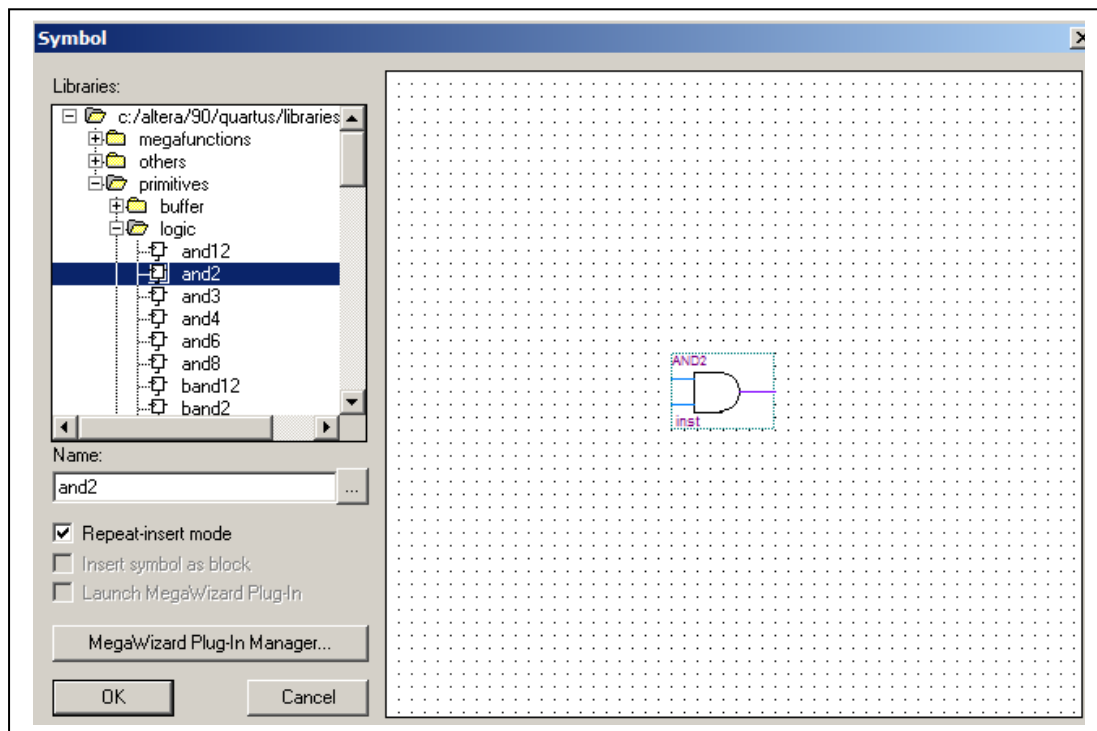 Symbol
Libraries:
c:/altera/90/quartus/libraries
megafunctions
others
primitives
buffer
logic
and12
and2
and3
and4
and6
and8
band12
band2
Name:
and2
...
Repeat-insert mode
Insert symbol as block
Launch MegaWizard Plug-In
MegaWizard Plug-In Manager...
OK
Cancel
AND2
inst